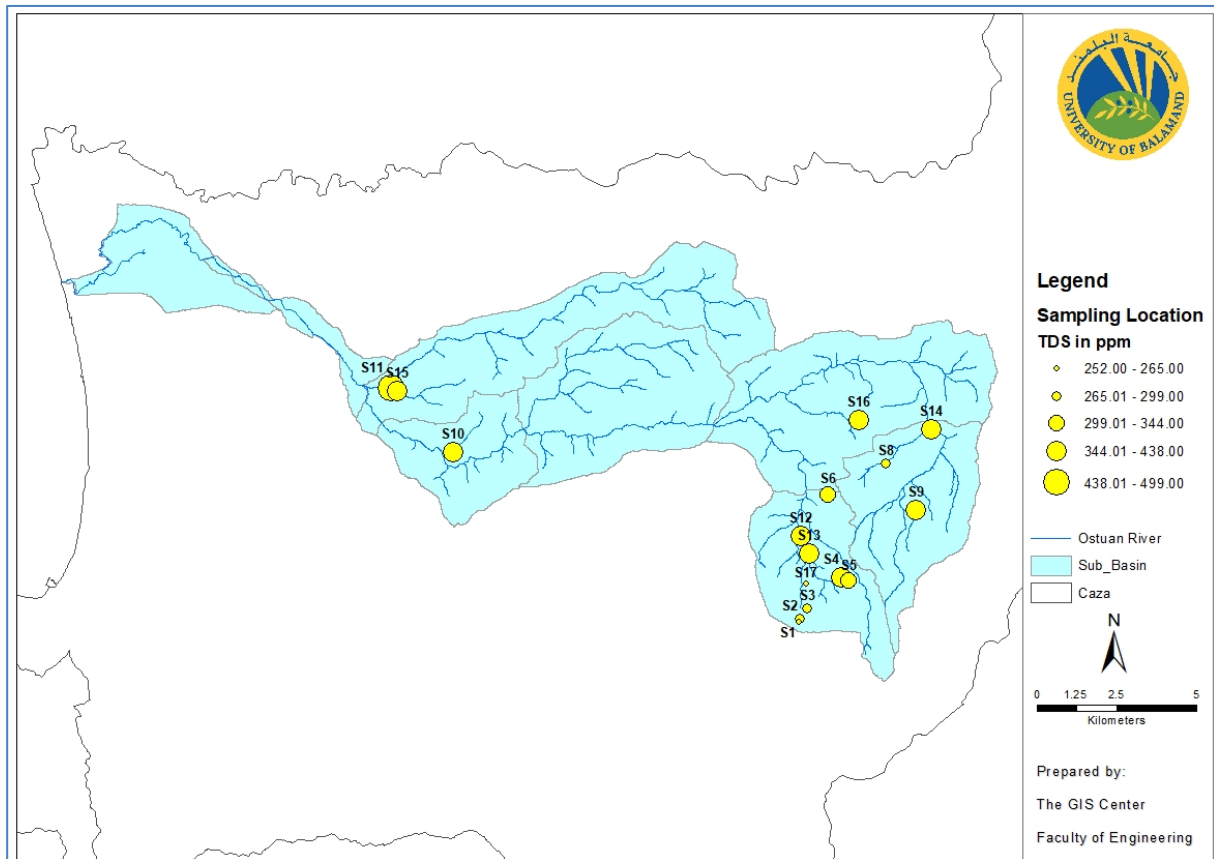 جامعة البلمند
UNIVERSITY OF BALAMAND
S11
S15
S10
S16
S14
S8
S6
S9
S12
S13
S4
S5
S17
S3
S2
S1
Legend
Sampling Location
TDS in ppm
252.00 - 265.00
265.01 - 299.00
299.01 - 344.00
344.01 - 438.00
438.01 - 499.00
Ostuan River
Sub_Basin
Caza
N
0 1.25 2.5 5
Kilometers
Prepared by:
The GIS Center
Faculty of Engineering